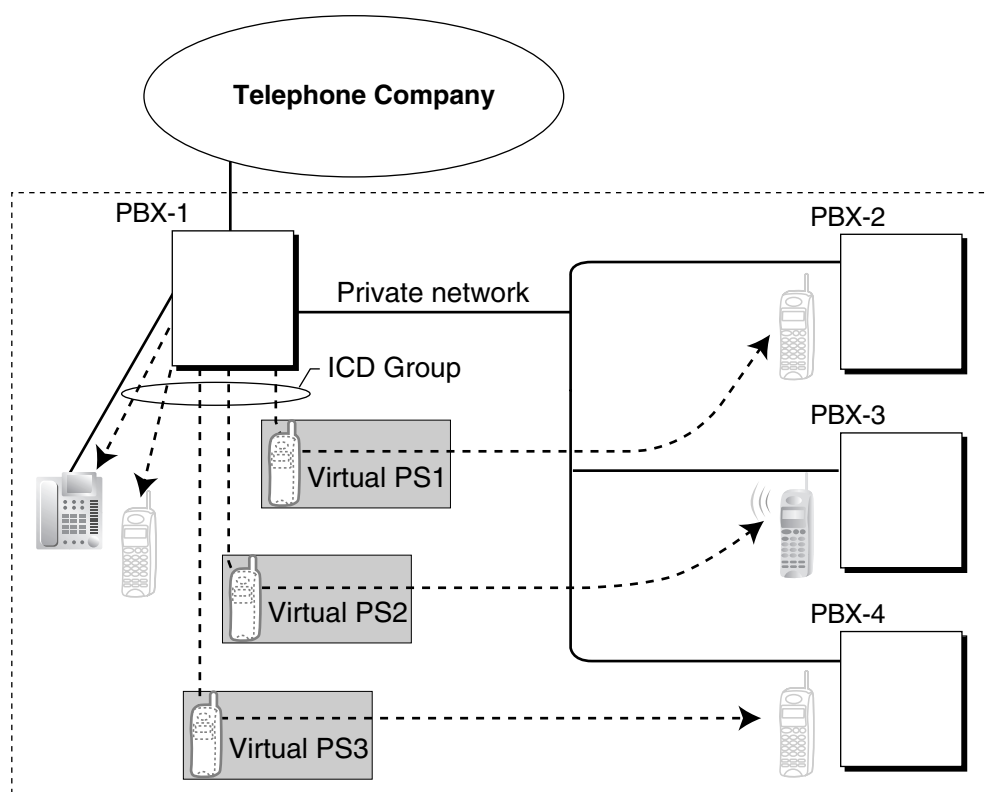 Telephone Company
PBX-1
PBX-2
Private network
ICD Group
PBX-3
Virtual PS1
Virtual PS2
PBX-4
Virtual PS3